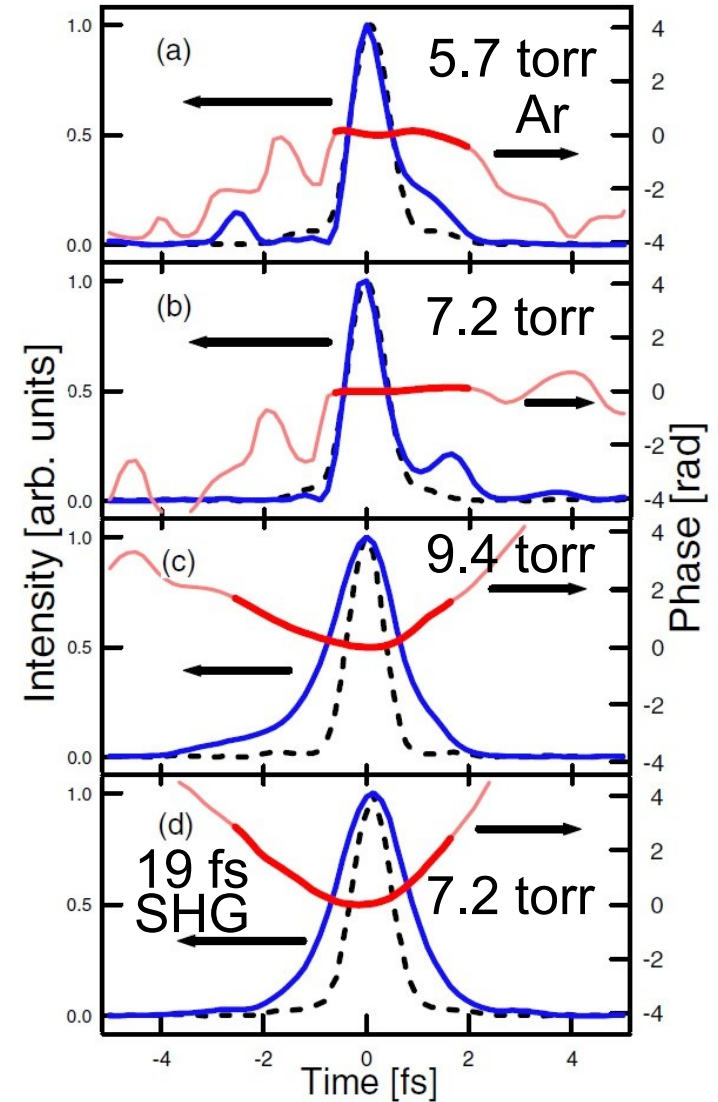 (a)
5.7 torr
Ar
1.0
0.5
0.0
4
2
0
-2
-4
(b)
7.2 torr
1.0
0.5
0.0
4
2
0
-2
-4
(c)
9.4 torr
1.0
0.5
0.0
4
2
0
-2
-4
(d)
19 fs
SHG
7.2 torr
1.0
0.5
0.0
4
2
0
-2
-4
Intensity [arb. units]
Phase [rad]
-4 -2 0 2 4
Time [fs]